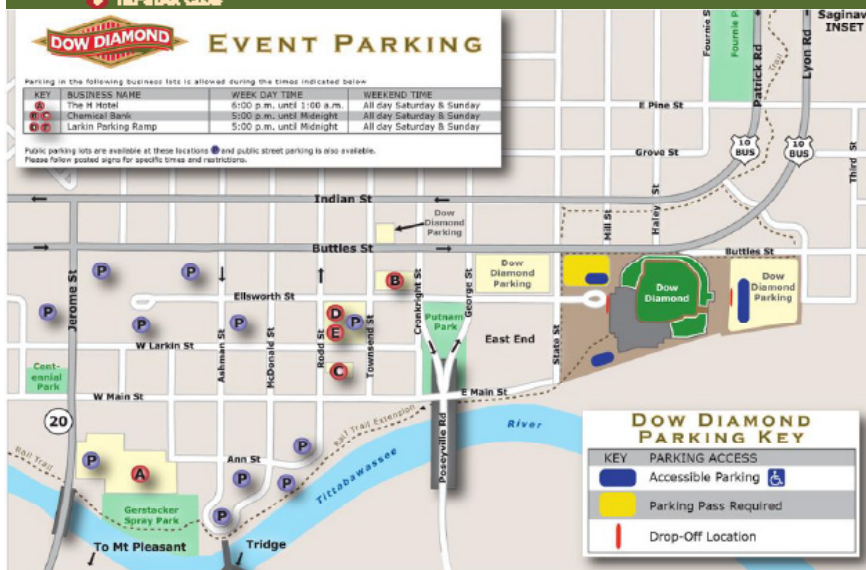 DOW DIAMOND
EVENT PARKING
Parking in the following business lots is allowed during the times indicated below
KEY BUSINESS NAME WEEK DAY TIME WEEKEND TIME
A The H Hotel 6:00 p.m. until 1:00 a.m. All day Saturday & Sunday
B C Chemical Bank 5:00 p.m. until Midnight All day Saturday & Sunday
Larkin Parking Ramp 5:00 p.m. until Midnight All day Saturday & Sunday
Public parking lots are available at these locations P and public street parking is also available.
Please follow posted signs for specific times and restrictions.
Saginaw
INSET
Fournie St
Fournie P
Patrick Rd
Lyon Rd
Trail
E Pine St
Grove St
10
BUS
10
BUS
Third St
Mill St
Haley St
Indian St
Dow
Diamond
Parking
Buttles St
Buttles St
Jerome St
P
P
P
P
P
Ellsworth St
D
E
P
B
C
W Larkin St
Ashman St
McDonald St
Rodd St
Townsend St
Cronkright St
George St
Putnam
Park
East End
State St
Dow
Diamond
Parking
Dow
Diamond
Dow
Diamond
Parking
Cent-
ennial
Park
W Main St
E Main St
20
Rail Trail
Rail Trail Extension
Poseyville Rd
Tittabawassee
River
Ann St
P
A
P
P
P
P
Gerstacker
Spray Park
To Mt Pleasant
Tridge
DOW DIAMOND
PARKING KEY
KEY PARKING ACCESS
Accessible Parking
Parking Pass Required
Drop-Off Location